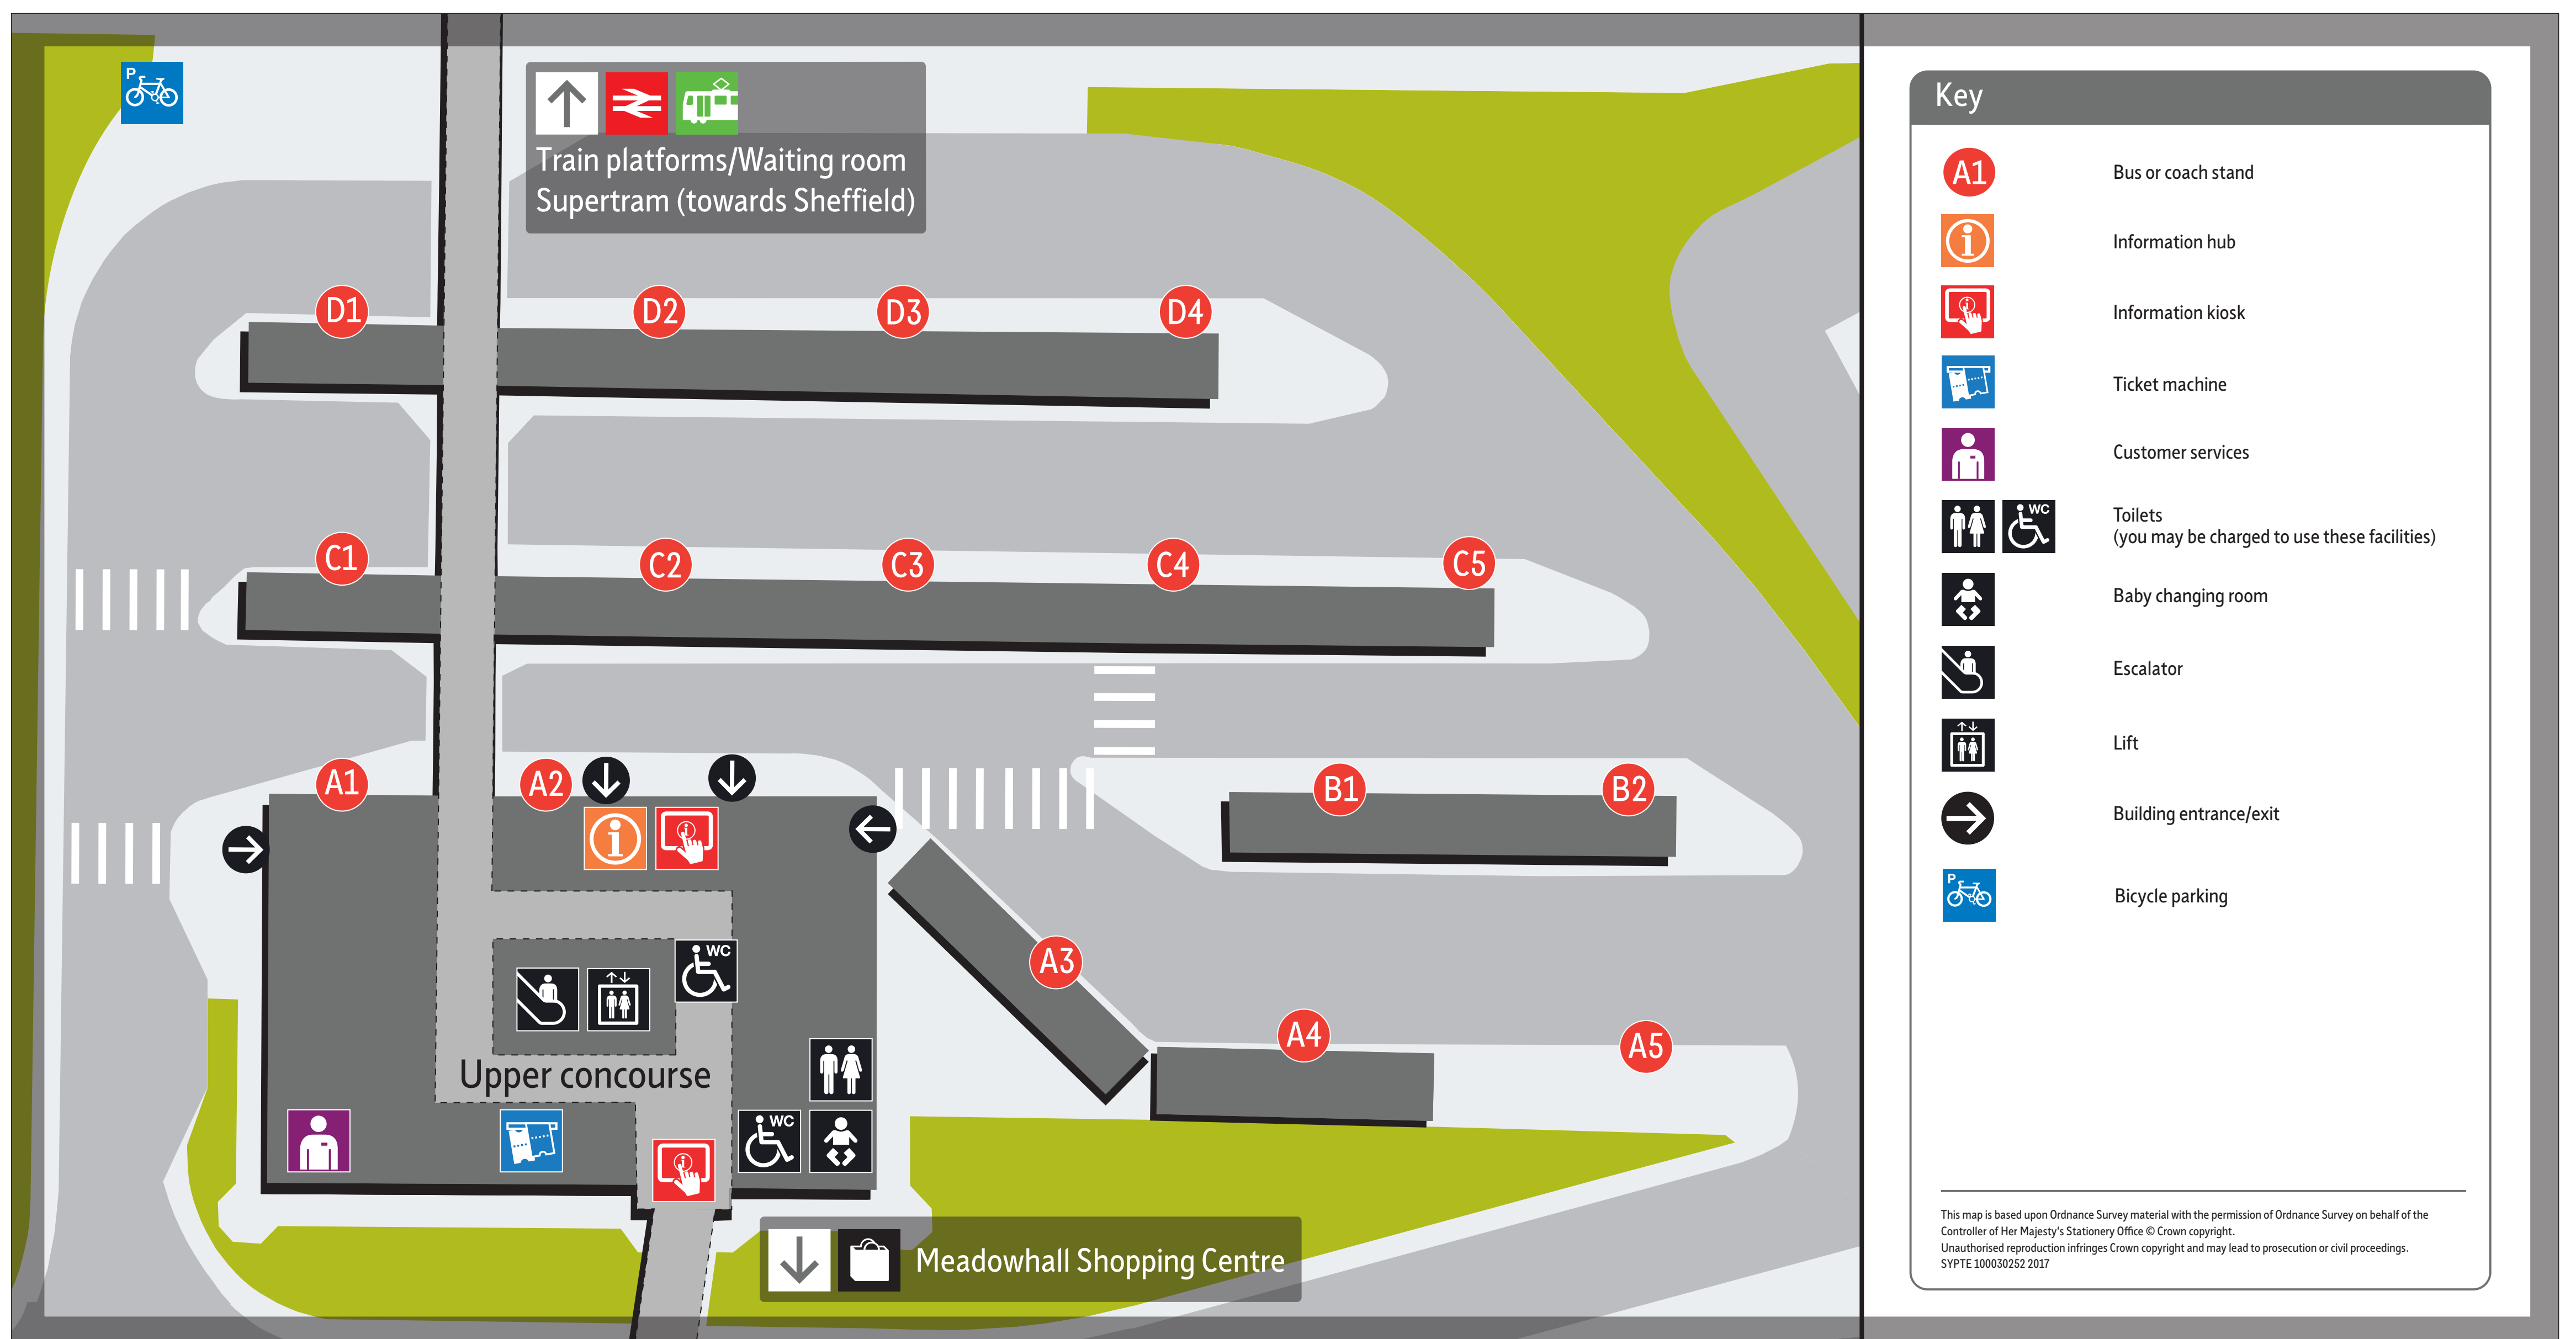 P
Train platforms/Waiting room
Supertram (towards Sheffield)
D1
D2
D3
D4
C1
C2
C3
C4
C5
A1
A2
B1
B2
A3
WC
A4
A5
Upper concourse
WC
Meadowhall Shopping Centre
Key
A1
Bus or coach stand
Information hub
Information kiosk
Ticket machine
Customer services
WC
Toilets
(you may be charged to use these facilities)
Baby changing room
Escalator
Lift
Building entrance/exit
P
Bicycle parking
This map is based upon Ordnance Survey material with the permission of Ordnance Survey on behalf of the
Controller of Her Majesty's Stationery Office © Crown copyright.
Unauthorised reproduction infringes Crown copyright and may lead to prosecution or civil proceedings.
SYPTE 100030252 2017